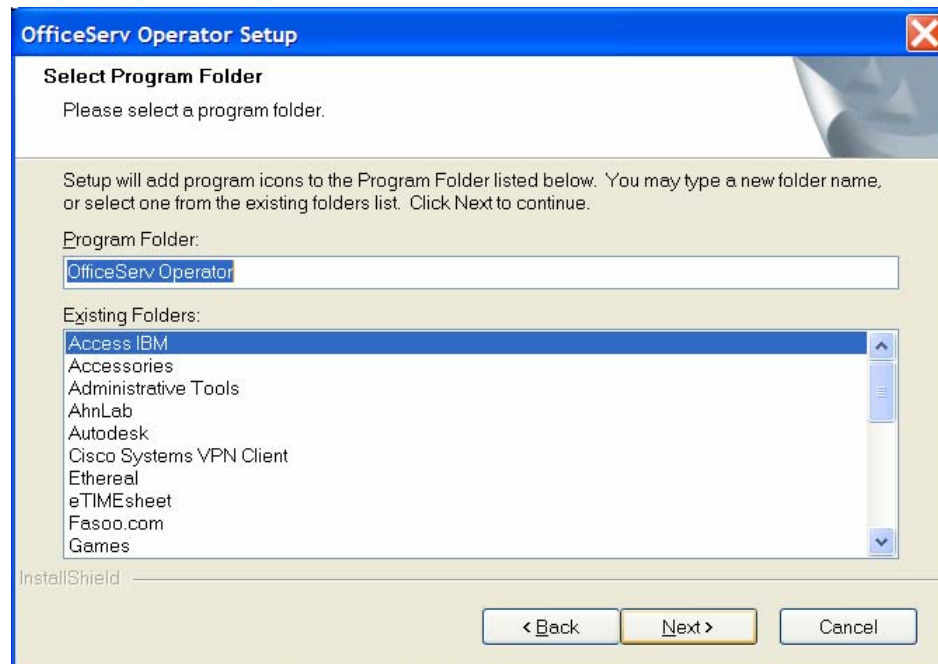 OfficeServ Operator Setup
Select Program Folder
Please select a program folder.
Setup will add program icons to the Program Folder listed below. You may type a new folder name,
or select one from the existing folders list. Click Next to continue.
Program Folder:
OfficeServ Operator
Existing Folders:
Access IBM
Accessories
Administrative Tools
AhnLab
Autodesk
Cisco Systems VPN Client
Ethereal
eTIMEsheet
Fasoo.com
Games
InstallShield
< Back Next > Cancel